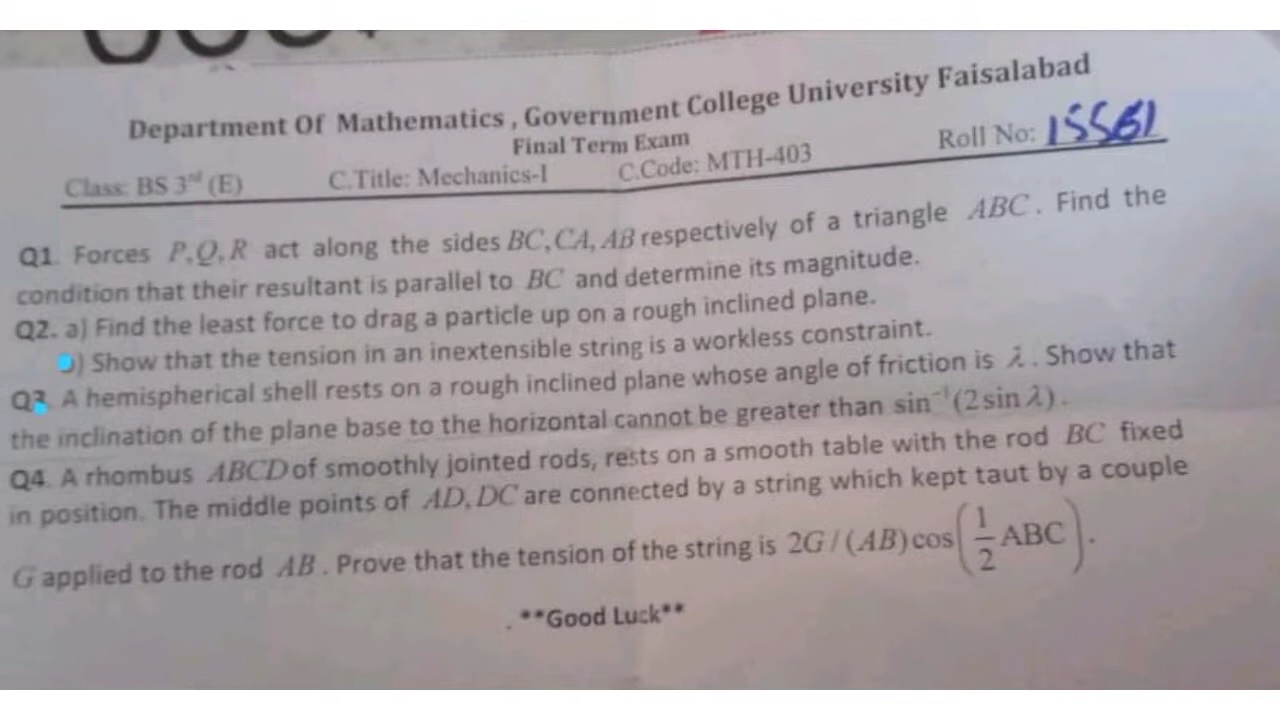 Department Of Mathematics , Government College University Faisalabad
Final Term Exam
Class: BS 3rd (E) C.Title: Mechanics-I C.Code: MTH-403 Roll No: 15561
Q1. Forces P,Q,R act along the sides BC,CA,AB respectively of a triangle ABC. Find the
condition that their resultant is parallel to BC and determine its magnitude.
Q2. a) Find the least force to drag a particle up on a rough inclined plane.
) Show that the tension in an inextensible string is a workless constraint.
Q3. A hemispherical shell rests on a rough inclined plane whose angle of friction is λ. Show that
the inclination of the plane base to the horizontal cannot be greater than sin⁻¹(2sin λ).
Q4. A rhombus ABCD of smoothly jointed rods, rests on a smooth table with the rod BC fixed
in position. The middle points of AD,DC are connected by a string which kept taut by a couple
G applied to the rod AB. Prove that the tension of the string is 2G/(AB)cos(1/2 ABC).
.**Good Luck**